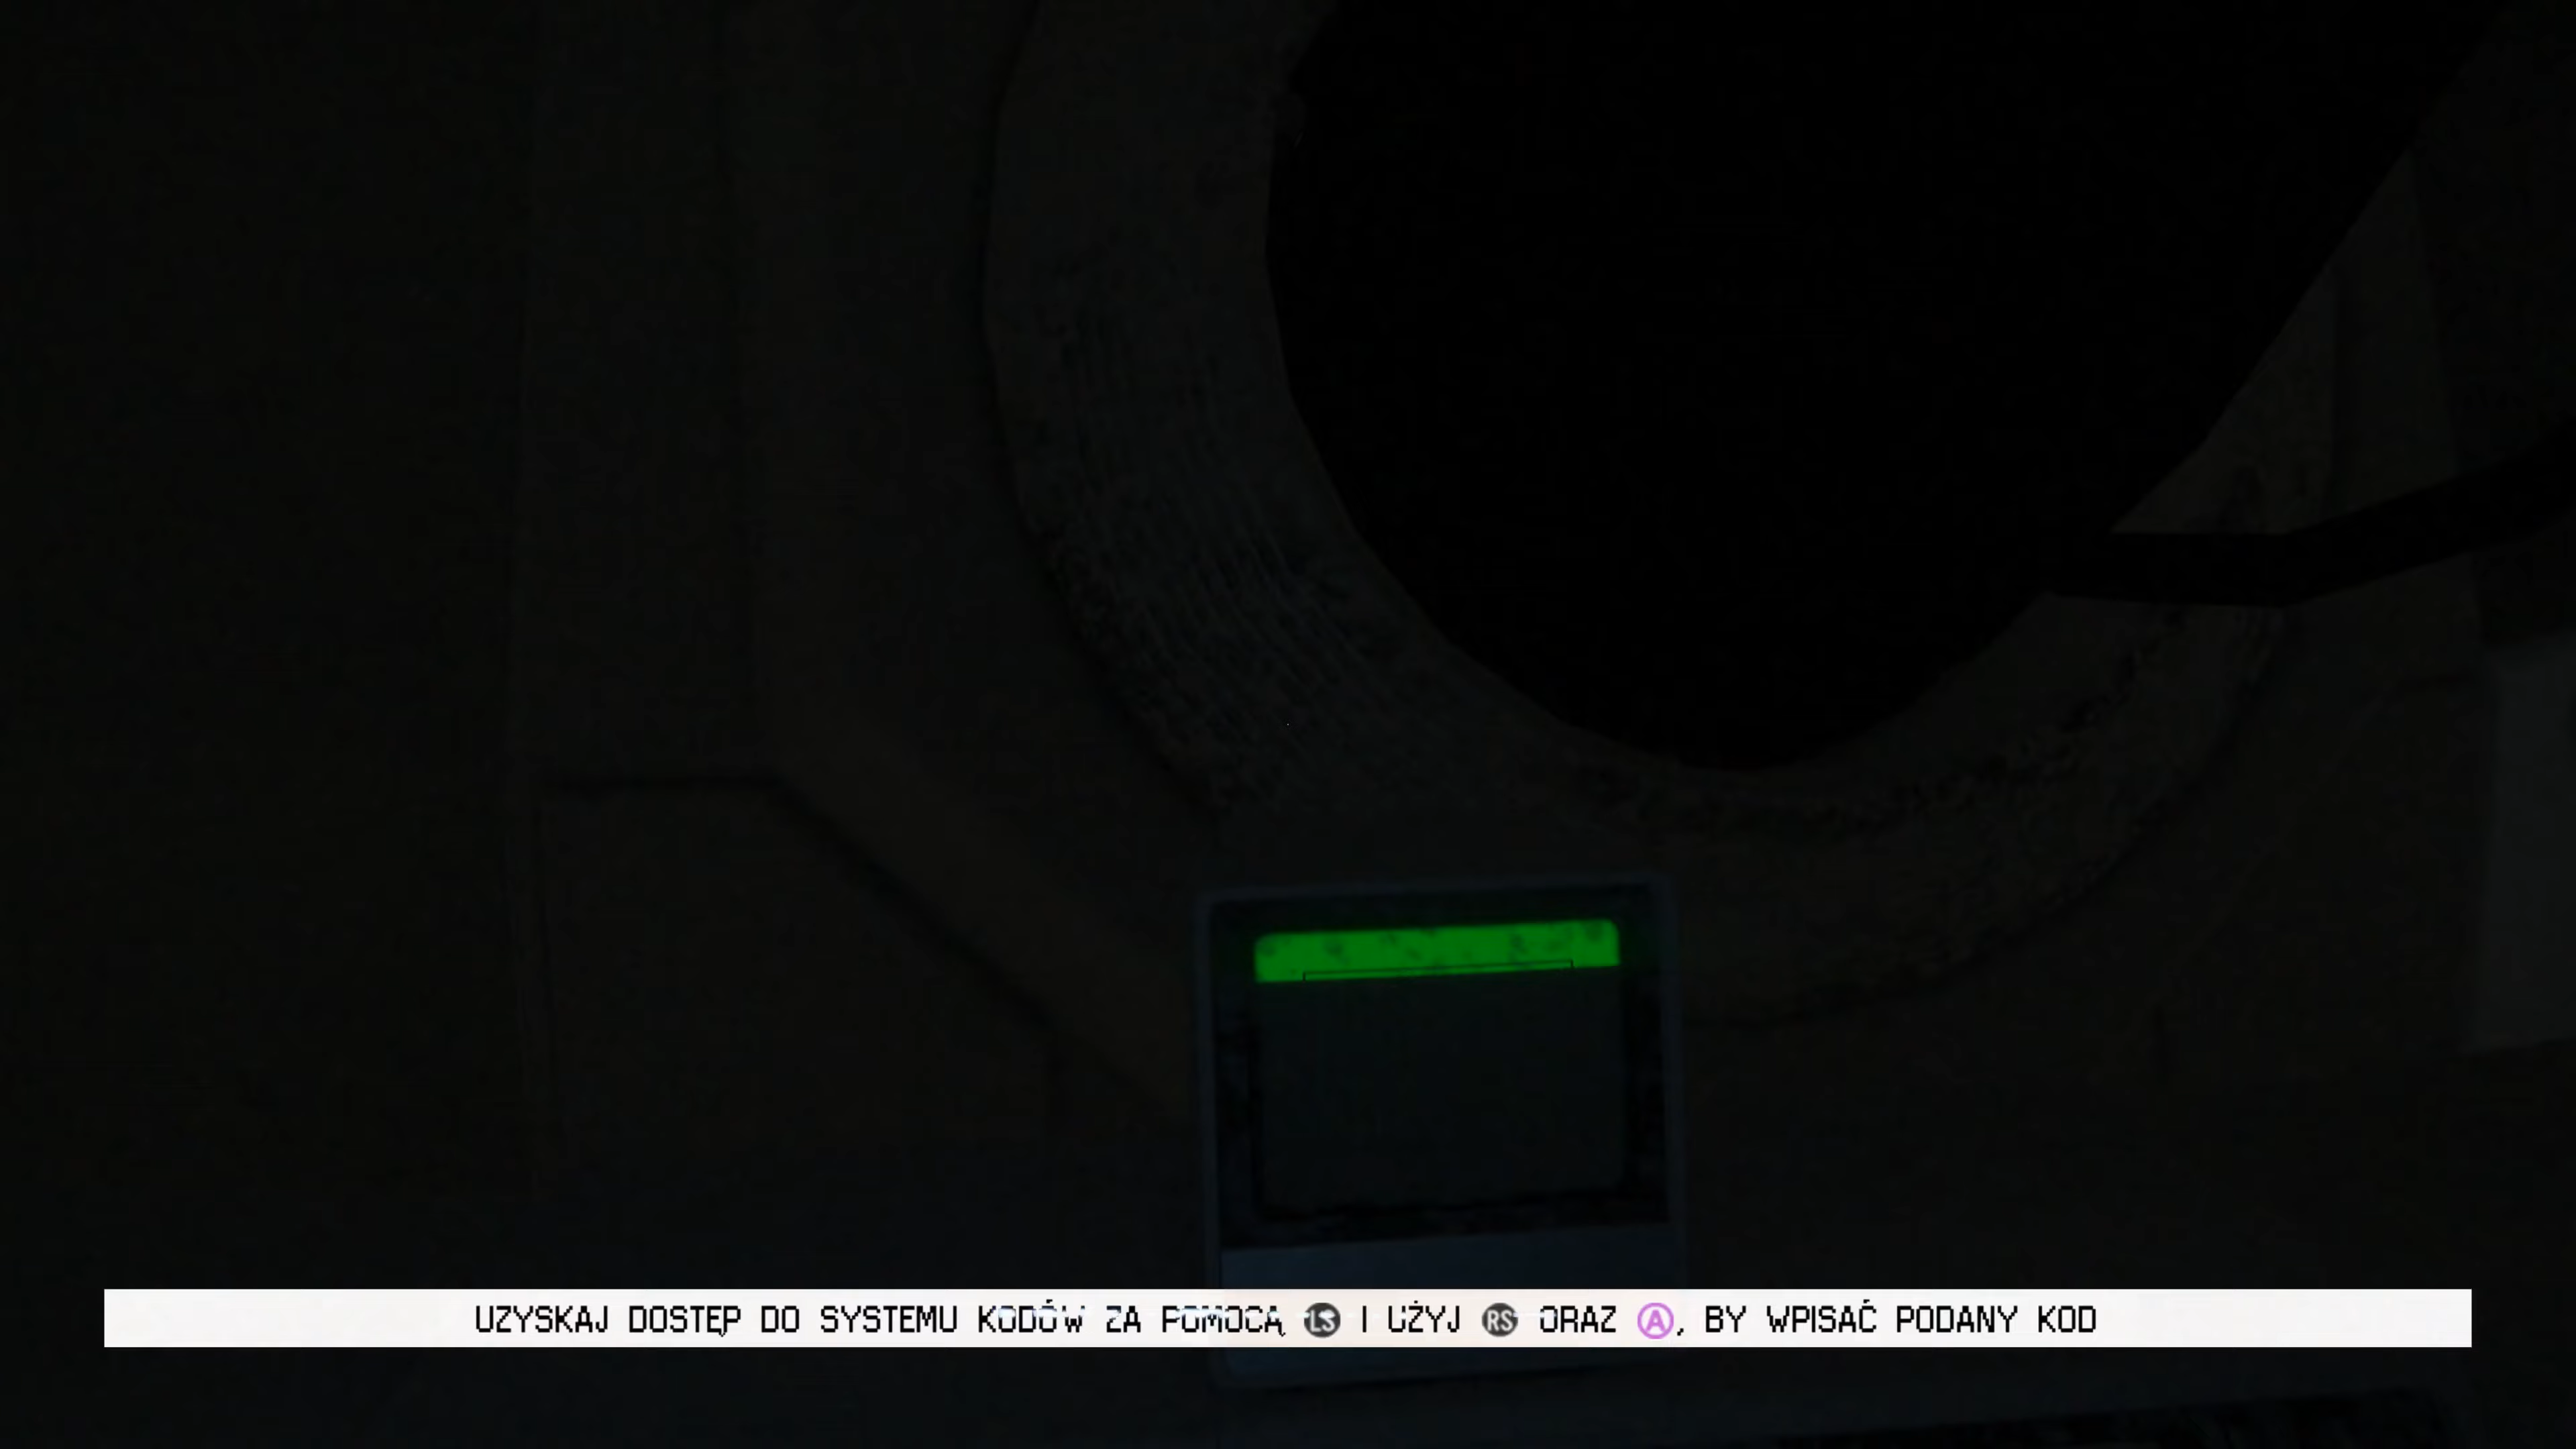 UZYSKAJ DOSTĘP DO SYSTEMU KODÓW ZA POMOCĄ LS I UŻYJ RS ORAZ A, BY WPISAĆ PODANY KOD